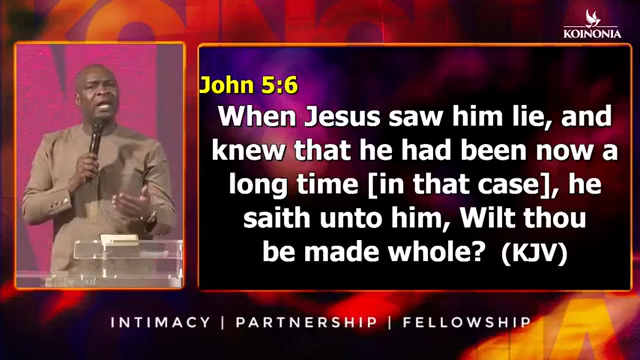 KOINONIA
John 5:6
When Jesus saw him lie, and
knew that he had been now a
long time [in that case], he
saith unto him, Wilt thou
be made whole? (KJV)
INTIMACY | PARTNERSHIP | FELLOWSHIP